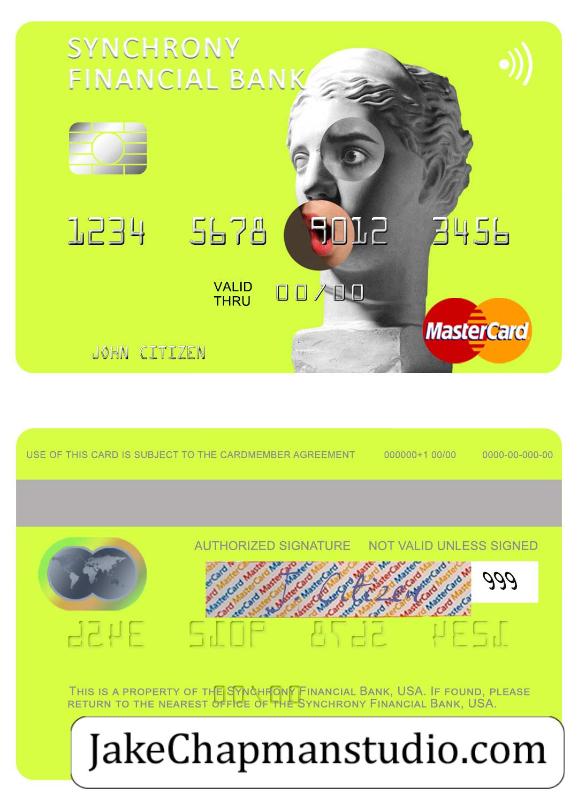 SYNCHRONY
FINANCIAL BANK
1234 5678 9012 3456
VALID
THRU 00/00
MasterCard
JOHN CITIZEN
USE OF THIS CARD IS SUBJECT TO THE CARDMEMBER AGREEMENT 000000+1 00/00 0000-00-000-00
AUTHORIZED SIGNATURE NOT VALID UNLESS SIGNED
J. Citizen 999
THIS IS A PROPERTY OF THE SYNCHRONY FINANCIAL BANK, USA. IF FOUND, PLEASE
RETURN TO THE NEAREST OFFICE OF THE SYNCHRONY FINANCIAL BANK, USA.
JakeChapmanstudio.com